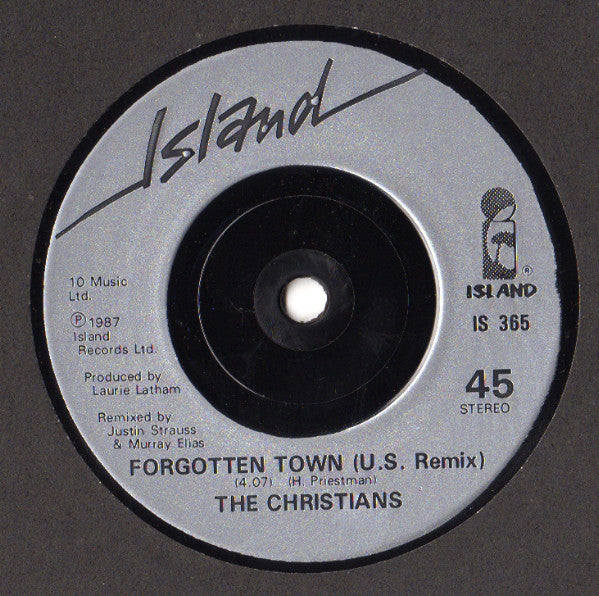 Island
®
ISLAND
IS 365
10 Music
Ltd.
℗ 1987
Island
Records Ltd.
Produced by
Laurie Latham
45
STEREO
Remixed by
Justin Strauss
& Murray Elias
FORGOTTEN TOWN (U.S. Remix)
(4.07) (H. Priestman)
THE CHRISTIANS